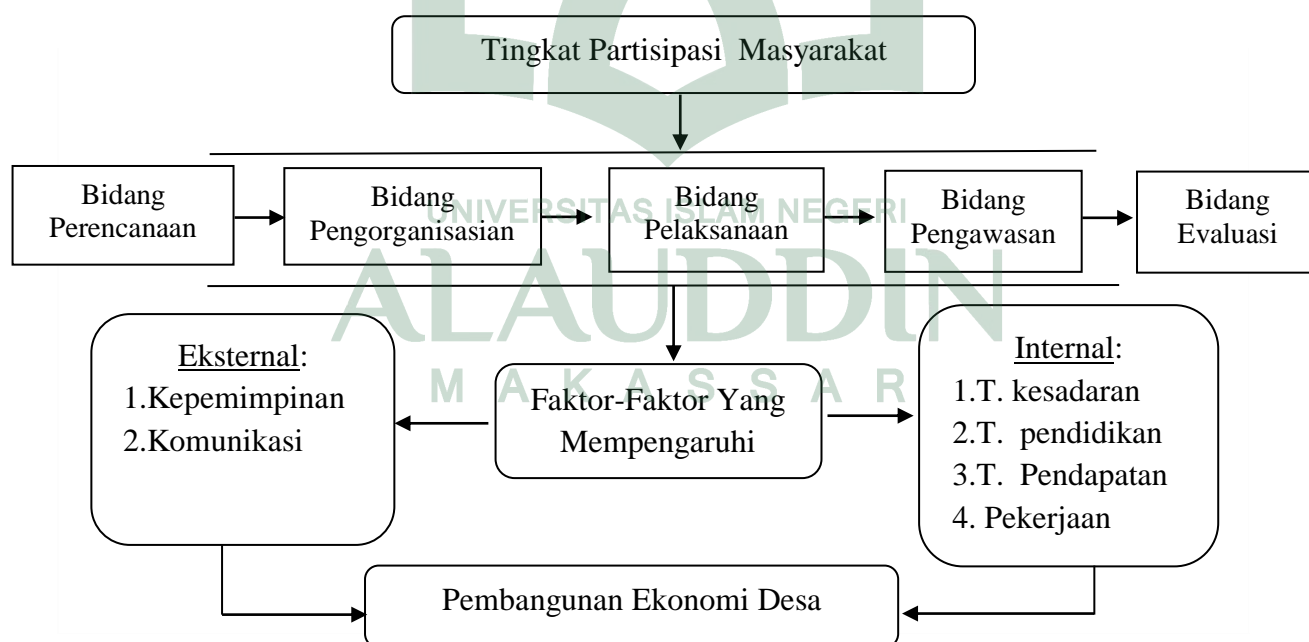 Tingkat Partisipasi Masyarakat
Bidang
Perencanaan
Bidang
Pengorganisasian
Bidang
Pelaksanaan
Bidang
Pengawasan
Bidang
Evaluasi
UNIVERSITAS ISLAM NEGERI
ALAUDDIN
MAKASSAR
Eksternal:
1.Kepemimpinan
2.Komunikasi
Faktor-Faktor Yang
Mempengaruhi
Internal:
1.T. kesadaran
2.T. pendidikan
3.T. Pendapatan
4. Pekerjaan
Pembangunan Ekonomi Desa